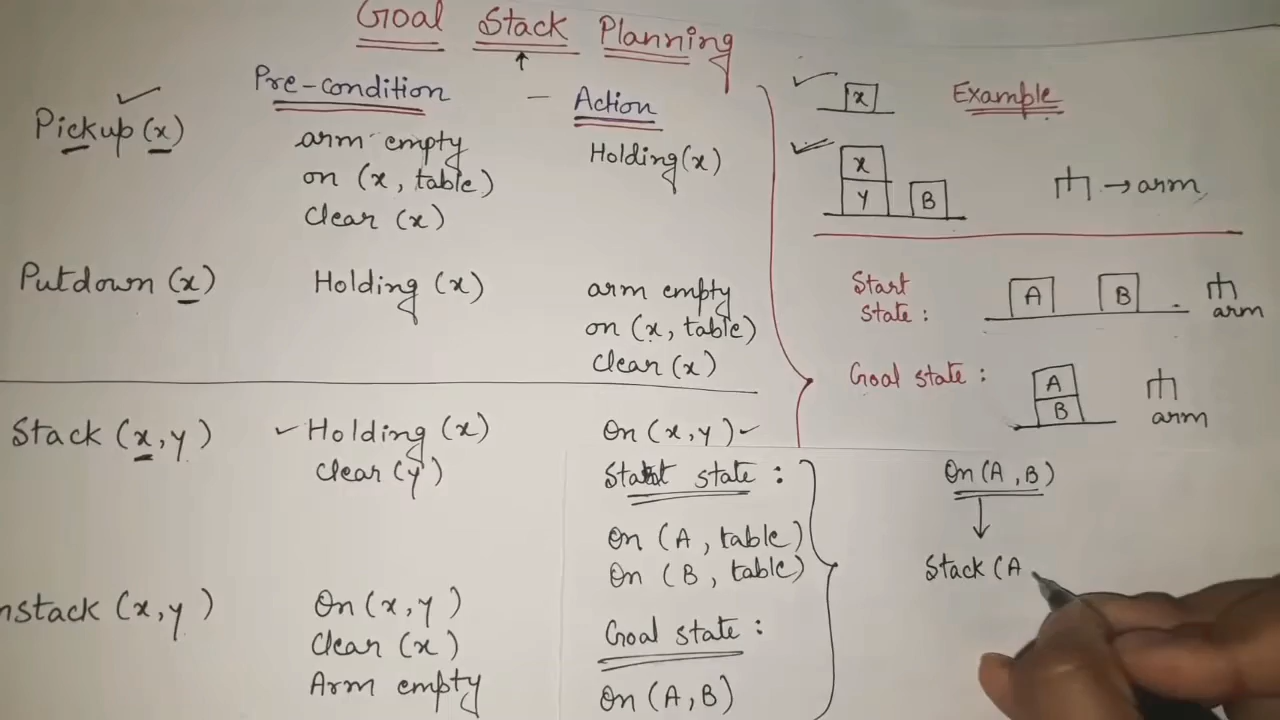 Goal Stack Planning
Pre-condition - Action
Pickup (x)
arm empty
on (x, table)
Clear (x)
Holding (x)
Putdown (x)
Holding (x)
arm empty
on (x, table)
Clear (x)
Stack (x, y)
Holding (x)
Clear (y)
On (x, y)
nstack (x, y)
On (x, y)
Clear (x)
Arm empty
x
Example
x
y B
→ arm
Start
State :
A B
arm
Goal state :
A
B
arm
state :
On (A, table)
On (B, table)
Goal state :
On (A, B)
On (A, B)
Stack (A